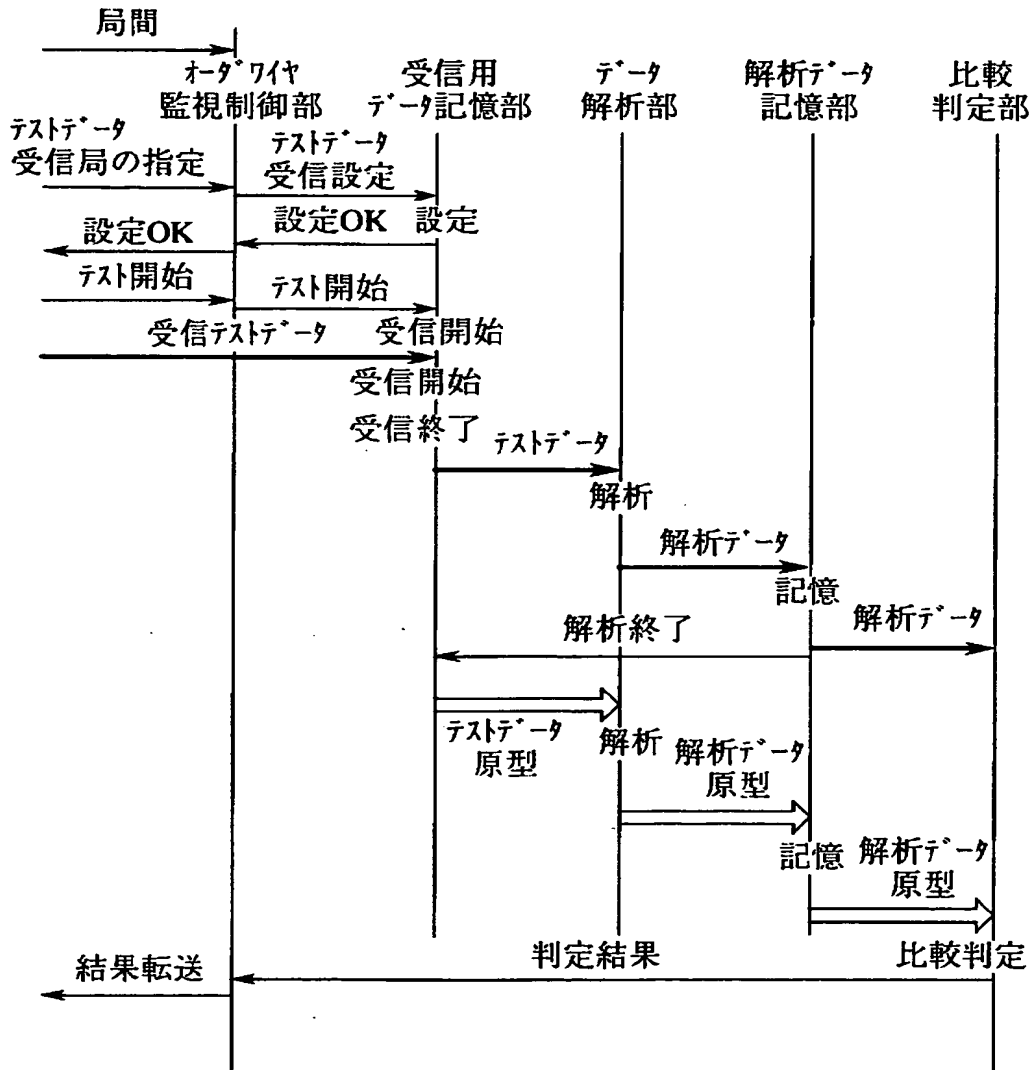 局間
オーダワイヤ
監視制御部
受信用
データ記憶部
データ
解析部
解析データ
記憶部
比較
判定部
テストデータ
受信局の指定
テストデータ
受信設定
設定OK
設定OK
設定
テスト開始
テスト開始
受信テストデータ
受信開始
受信開始
受信終了
テストデータ
解析
解析データ
記憶
解析終了
解析データ
テストデータ
原型
解析
解析データ
原型
記憶
解析データ
原型
結果転送
判定結果
比較判定